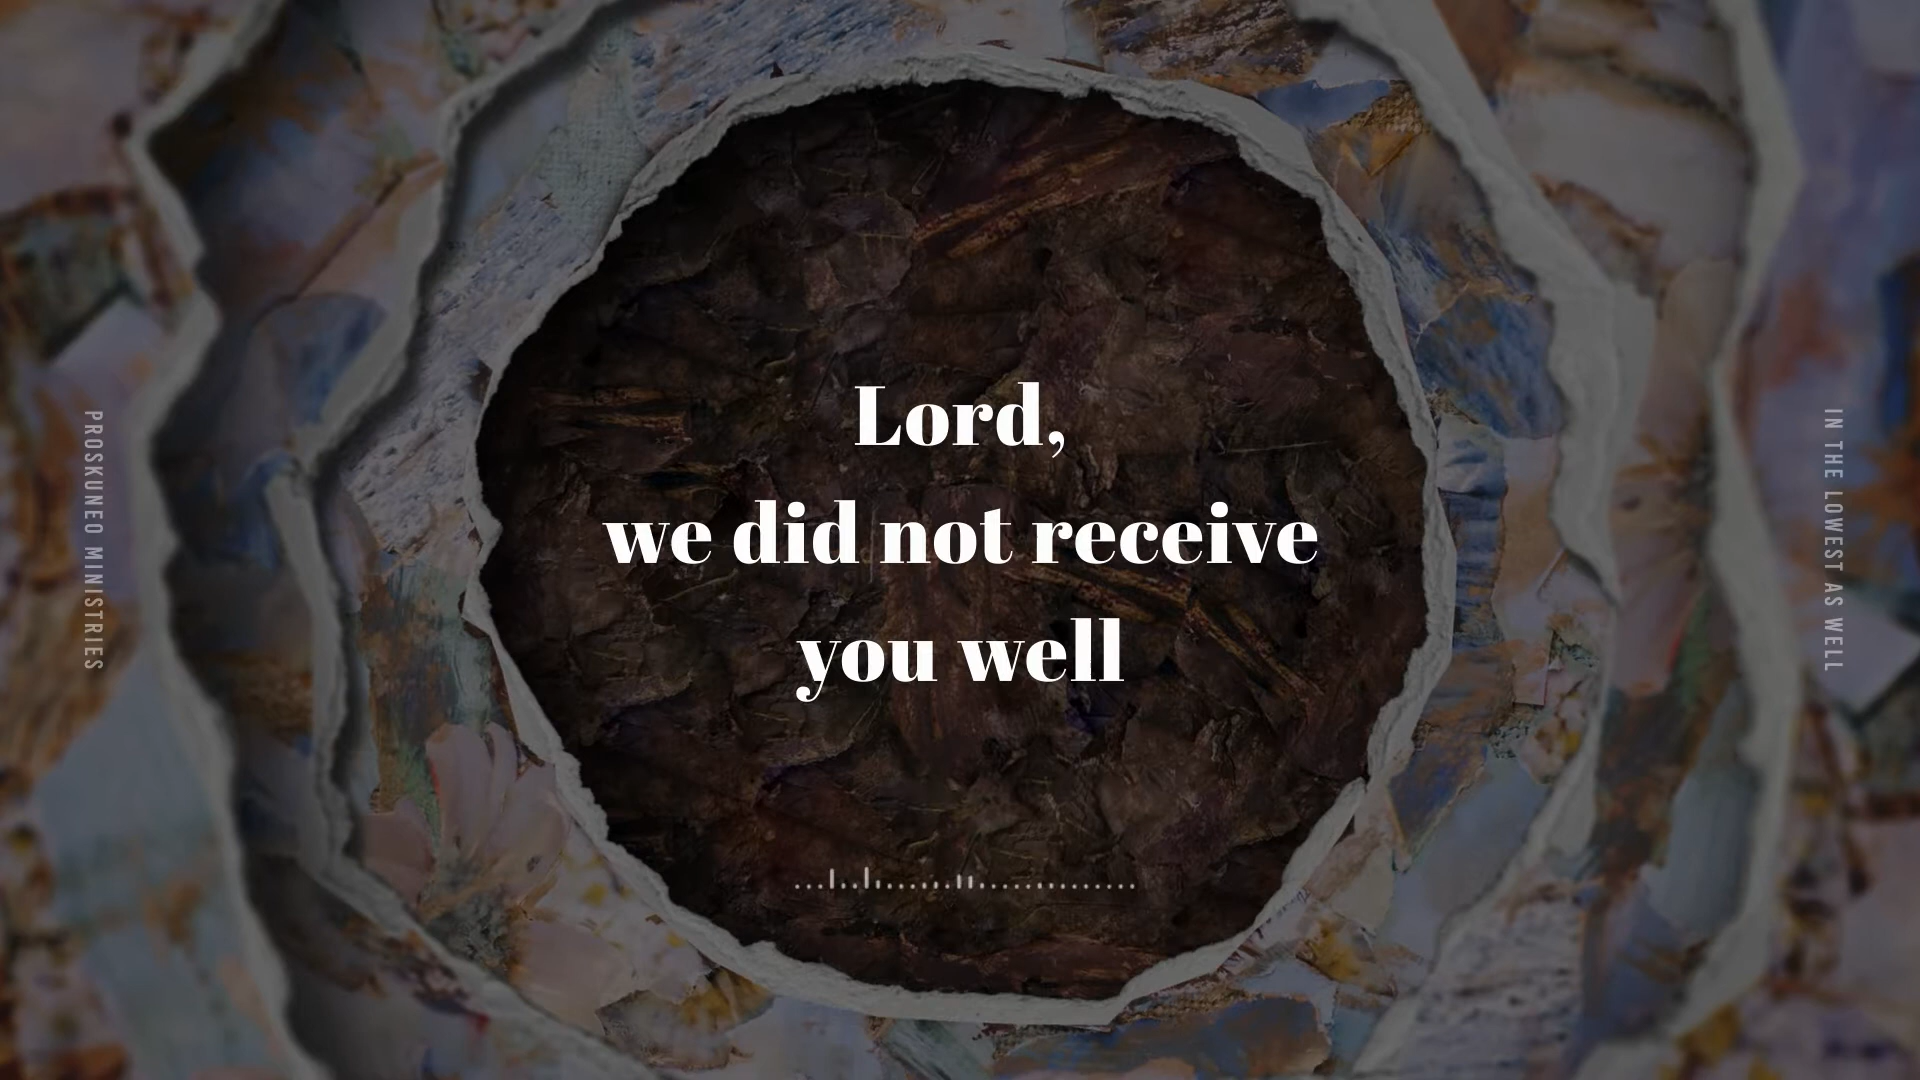 Lord,
we did not receive
you well
PROSKUNEO MINISTRIES
IN THE LOWEST AS WELL